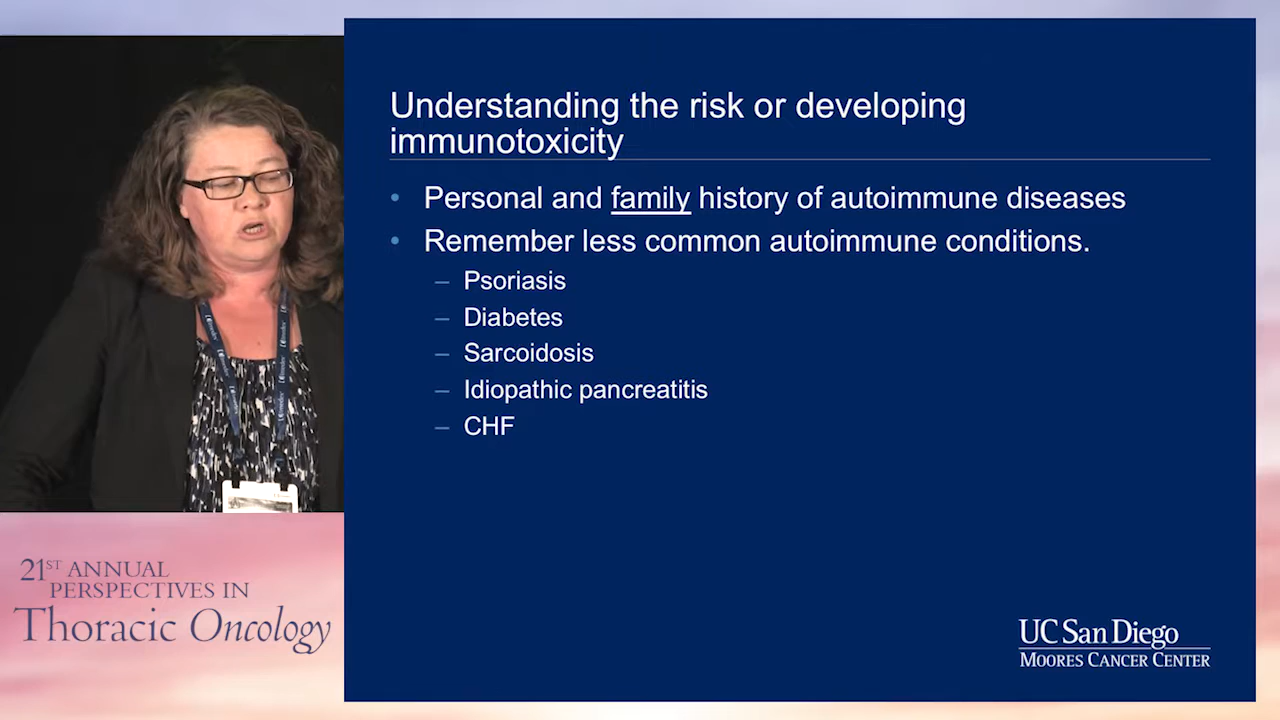 Understanding the risk or developing
immunotoxicity
• Personal and family history of autoimmune diseases
• Remember less common autoimmune conditions.
– Psoriasis
– Diabetes
– Sarcoidosis
– Idiopathic pancreatitis
– CHF
21ST ANNUAL
PERSPECTIVES IN
Thoracic Oncology
UC San Diego
MOORES CANCER CENTER